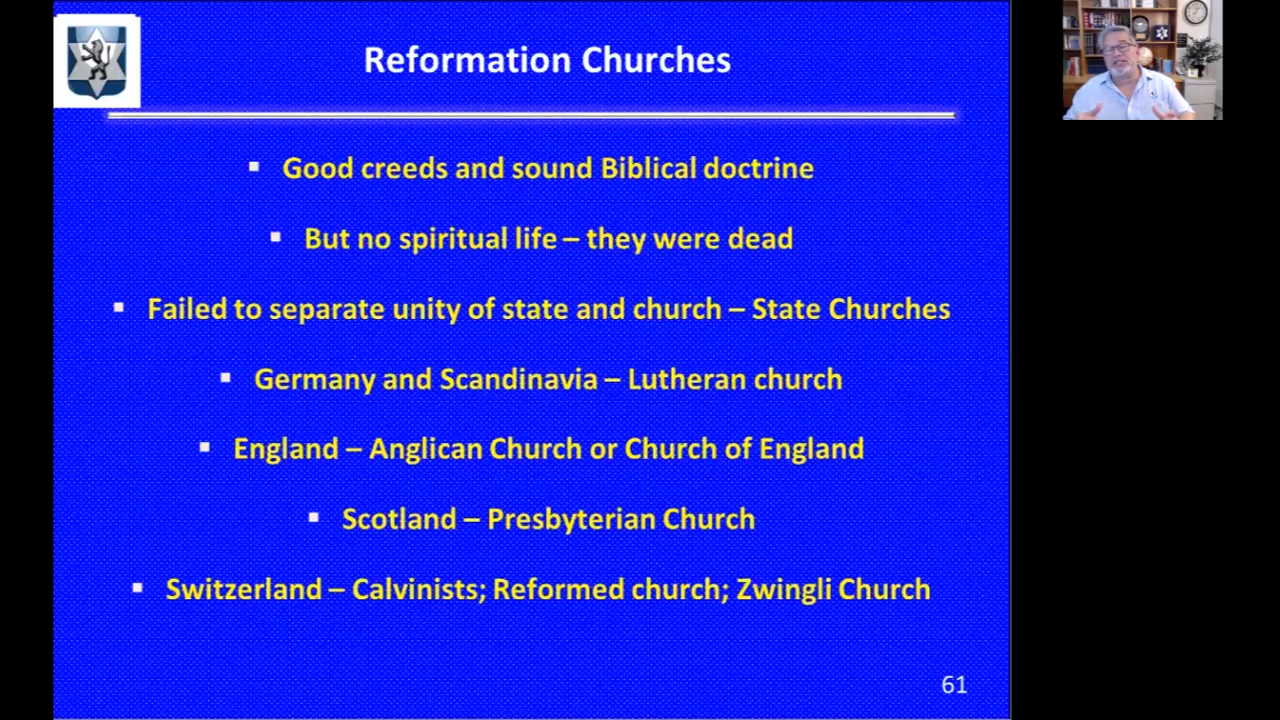 Reformation Churches
▪ Good creeds and sound Biblical doctrine
▪ But no spiritual life – they were dead
▪ Failed to separate unity of state and church – State Churches
▪ Germany and Scandinavia – Lutheran church
▪ England – Anglican Church or Church of England
▪ Scotland – Presbyterian Church
▪ Switzerland – Calvinists; Reformed church; Zwingli Church
61